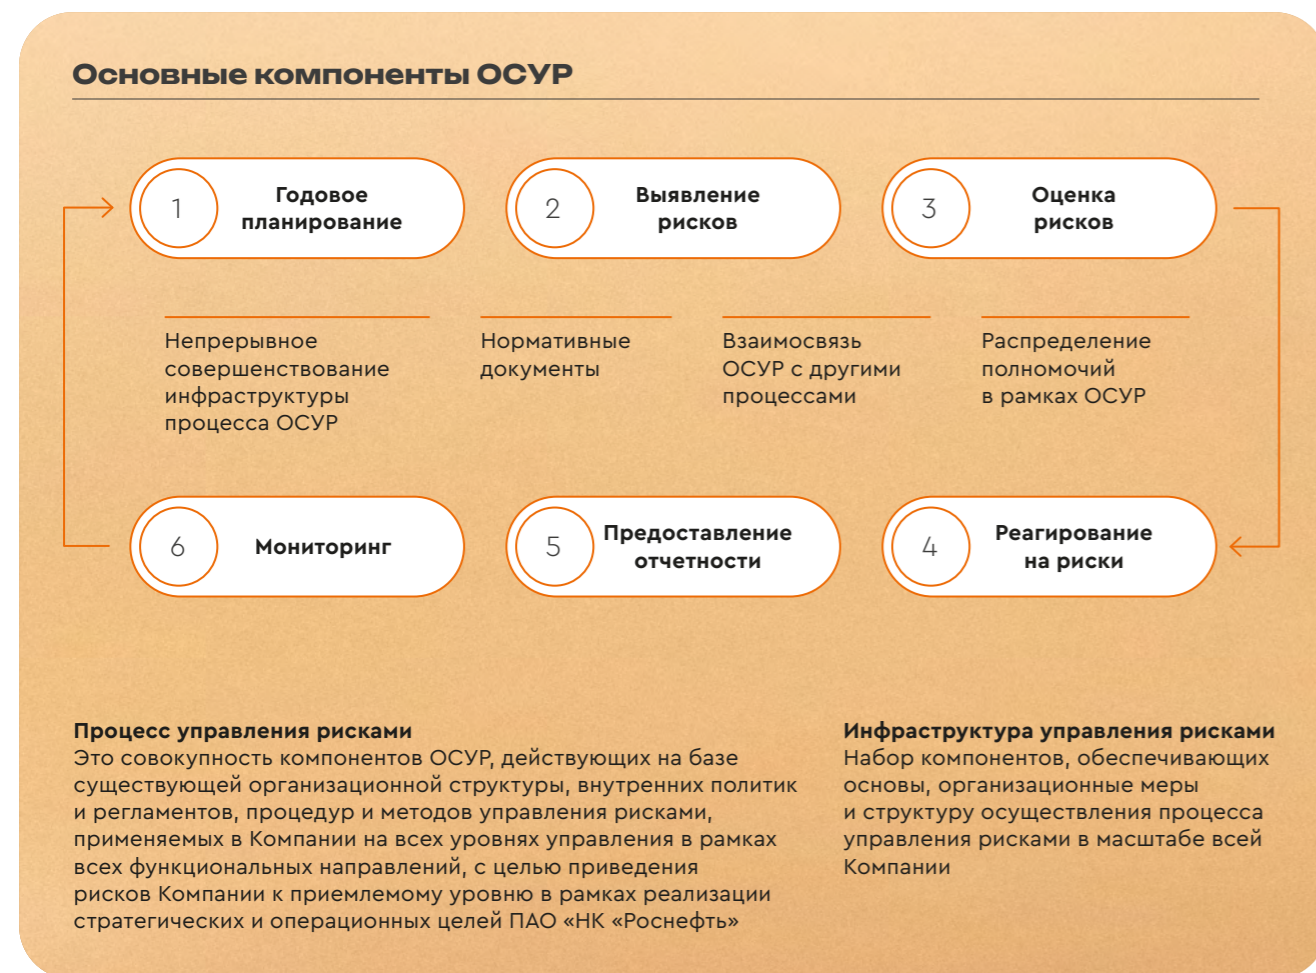 Основные компоненты ОСУР
1
Годовое
планирование
2
Выявление
рисков
3
Оценка
рисков
Непрерывное
совершенствование
инфраструктуры
процесса ОСУР
Нормативные
документы
Взаимосвязь
ОСУР с другими
процессами
Распределение
полномочий
в рамках ОСУР
6
Мониторинг
5
Предоставление
отчетности
4
Реагирование
на риски
Процесс управления рисками
Это совокупность компонентов ОСУР, действующих на базе
существующей организационной структуры, внутренних политик
и регламентов, процедур и методов управления рисками,
применяемых в Компании на всех уровнях управления в рамках
всех функциональных направлений, с целью приведения
рисков Компании к приемлемому уровню в рамках реализации
стратегических и операционных целей ПАО «НК «Роснефть»
Инфраструктура управления рисками
Набор компонентов, обеспечивающих
основы, организационные меры
и структуру осуществления процесса
управления рисками в масштабе всей
Компании